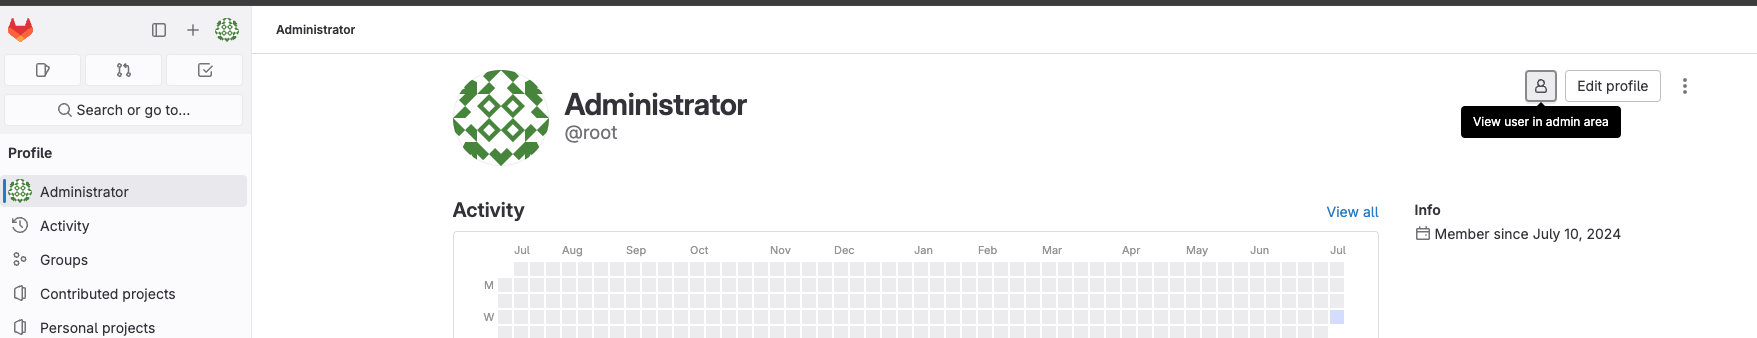 Administrator
Search or go to...
Profile
Administrator
Activity
Groups
Contributed projects
Personal projects
Administrator
@root
Edit profile
View user in admin area
Activity
View all
Jul Aug Sep Oct Nov Dec Jan Feb Mar Apr May Jun Jul
M
W
Info
Member since July 10, 2024